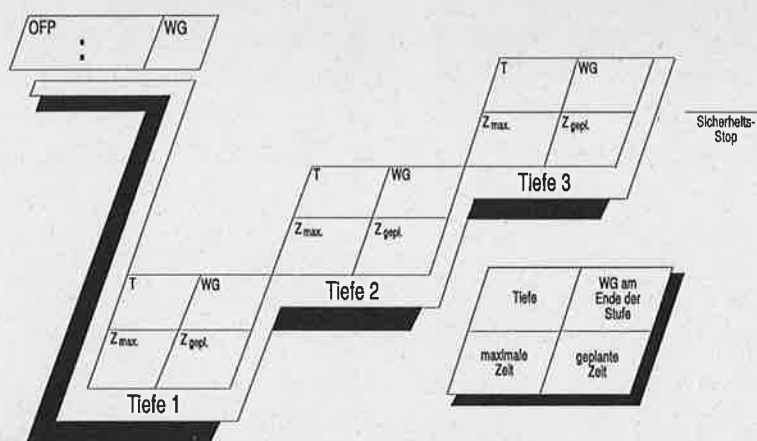 OFP
:
WG
T
WG
Z max.
Z gepl.
Tiefe 3
Sicherheits-
Stop
T
WG
Z max.
Z gepl.
Tiefe 2
T
WG
Z max.
Z gepl.
Tiefe 1
Tiefe
WG am
Ende der
Stufe
maximale
Zeit
geplante
Zeit